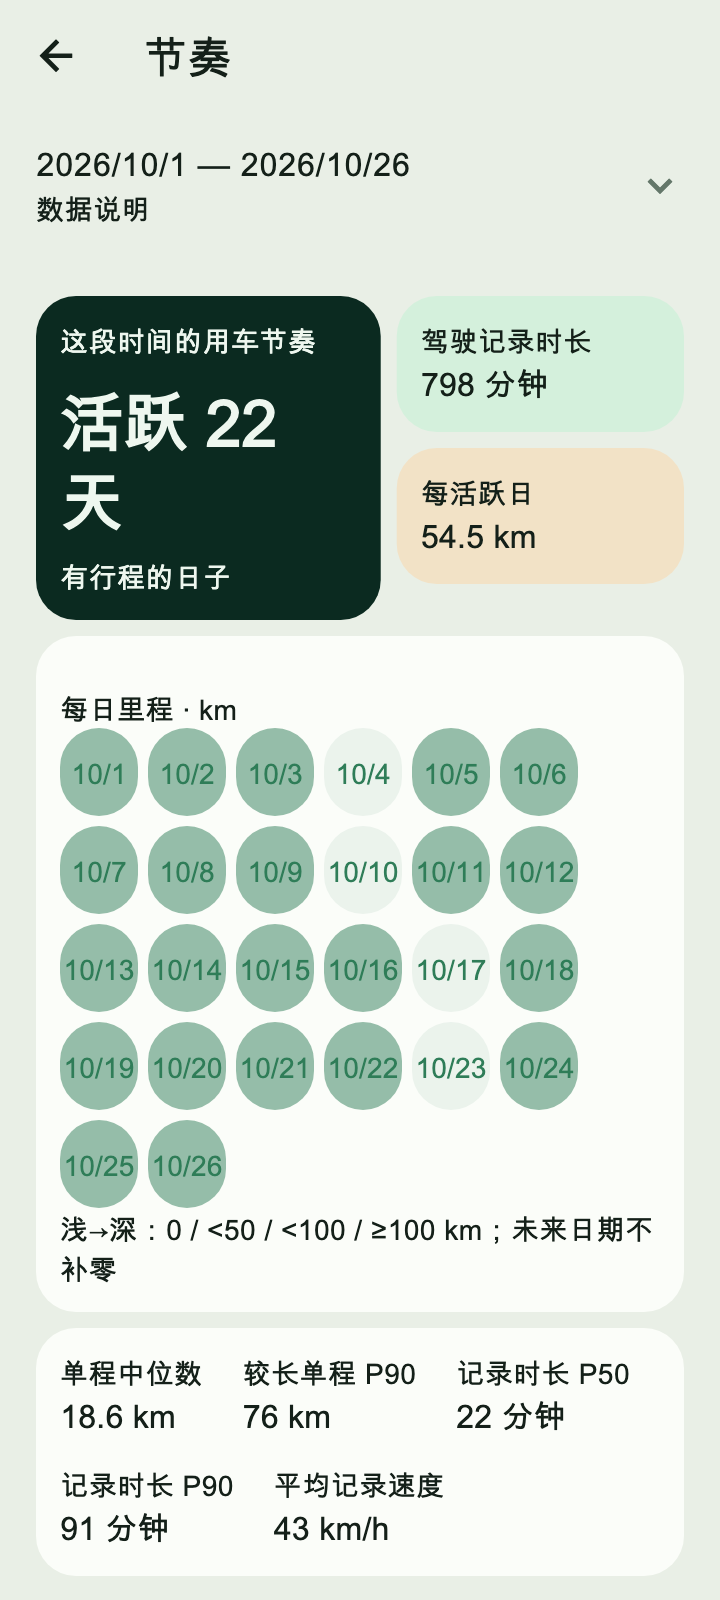 节奏
2026/10/1 — 2026/10/26
数据说明
这段时间的用车节奏
活跃 22
天
有行程的日子
驾驶记录时长
798 分钟
每活跃日
54.5 km
每日里程 · km
10/1 10/2 10/3 10/4 10/5 10/6
10/7 10/8 10/9 10/10 10/11 10/12
10/13 10/14 10/15 10/16 10/17 10/18
10/19 10/20 10/21 10/22 10/23 10/24
10/25 10/26
浅→深：0 / <50 / <100 / ≥100 km；未来日期不
补零
单程中位数 较长单程 P90 记录时长 P50
18.6 km 76 km 22 分钟
记录时长 P90 平均记录速度
91 分钟 43 km/h